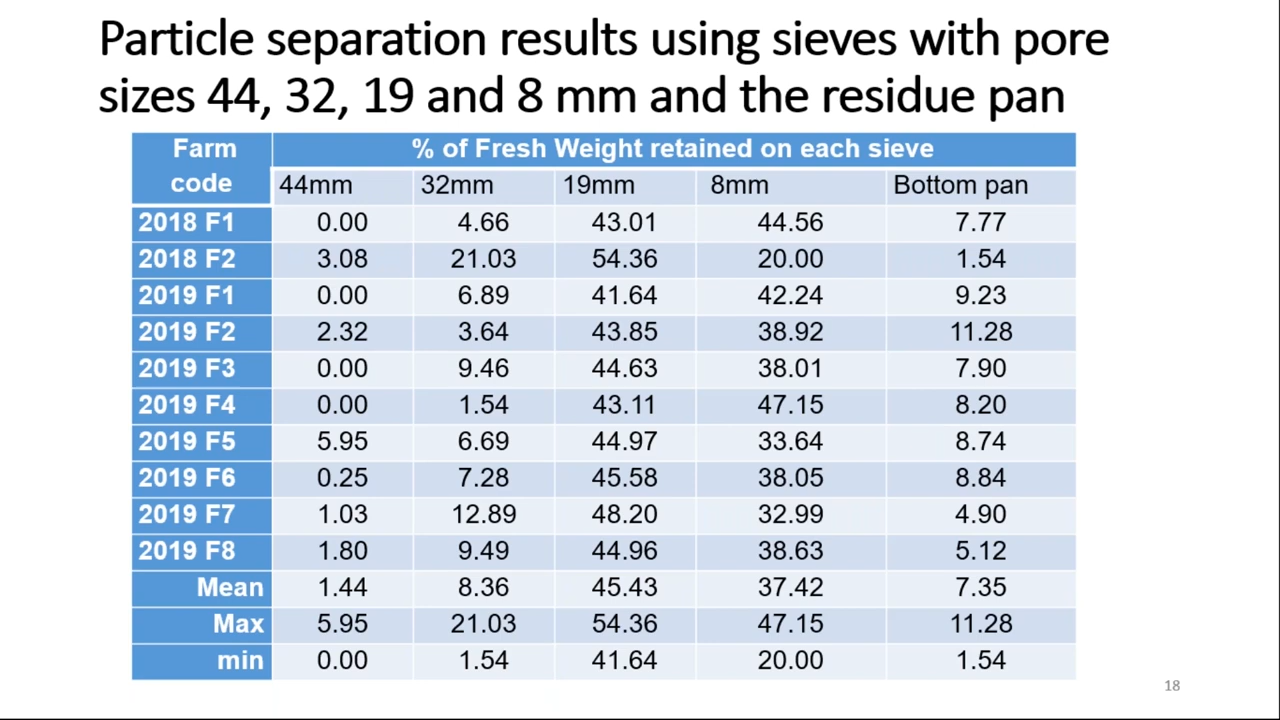 Particle separation results using sieves with pore
sizes 44, 32, 19 and 8 mm and the residue pan
Farm code % of Fresh Weight retained on each sieve
44mm 32mm 19mm 8mm Bottom pan
2018 F1 0.00 4.66 43.01 44.56 7.77
2018 F2 3.08 21.03 54.36 20.00 1.54
2019 F1 0.00 6.89 41.64 42.24 9.23
2019 F2 2.32 3.64 43.85 38.92 11.28
2019 F3 0.00 9.46 44.63 38.01 7.90
2019 F4 0.00 1.54 43.11 47.15 8.20
2019 F5 5.95 6.69 44.97 33.64 8.74
2019 F6 0.25 7.28 45.58 38.05 8.84
2019 F7 1.03 12.89 48.20 32.99 4.90
2019 F8 1.80 9.49 44.96 38.63 5.12
Mean 1.44 8.36 45.43 37.42 7.35
Max 5.95 21.03 54.36 47.15 11.28
min 0.00 1.54 41.64 20.00 1.54
18